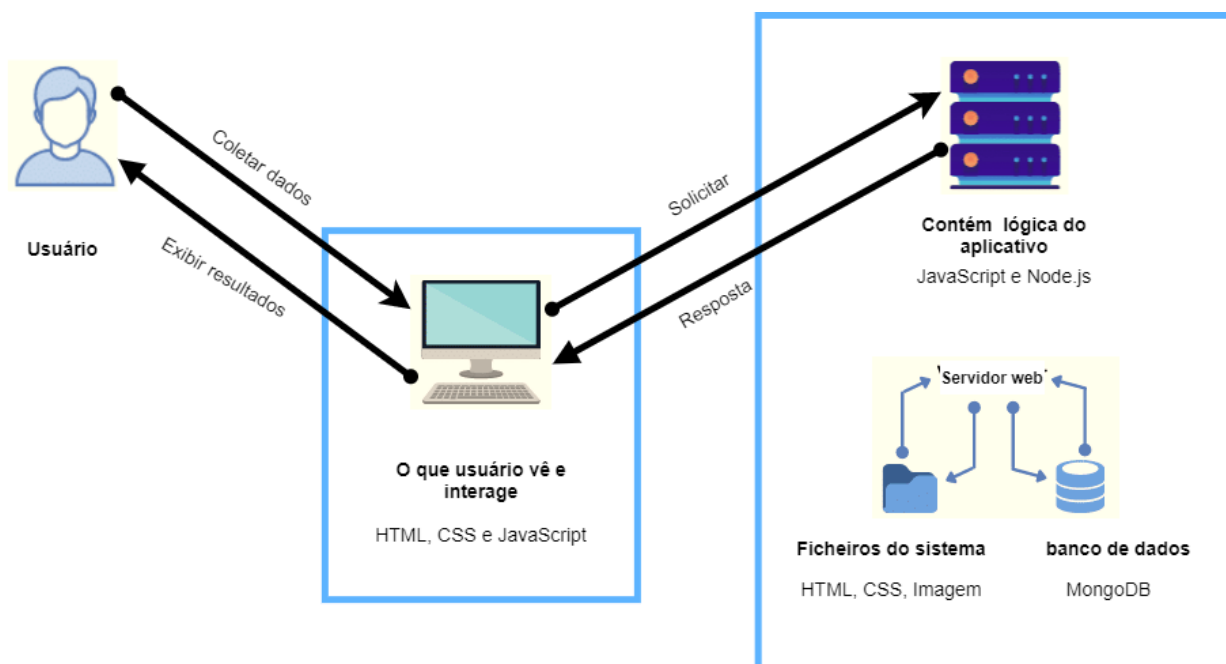 Usuário
Coletar dados
Exibir resultados
O que usuário vê e
interage
HTML, CSS e JavaScript
Solicitar
Resposta
Contém lógica do
aplicativo
JavaScript e Node.js
Servidor web
Ficheiros do sistema
HTML, CSS, Imagem
banco de dados
MongoDB